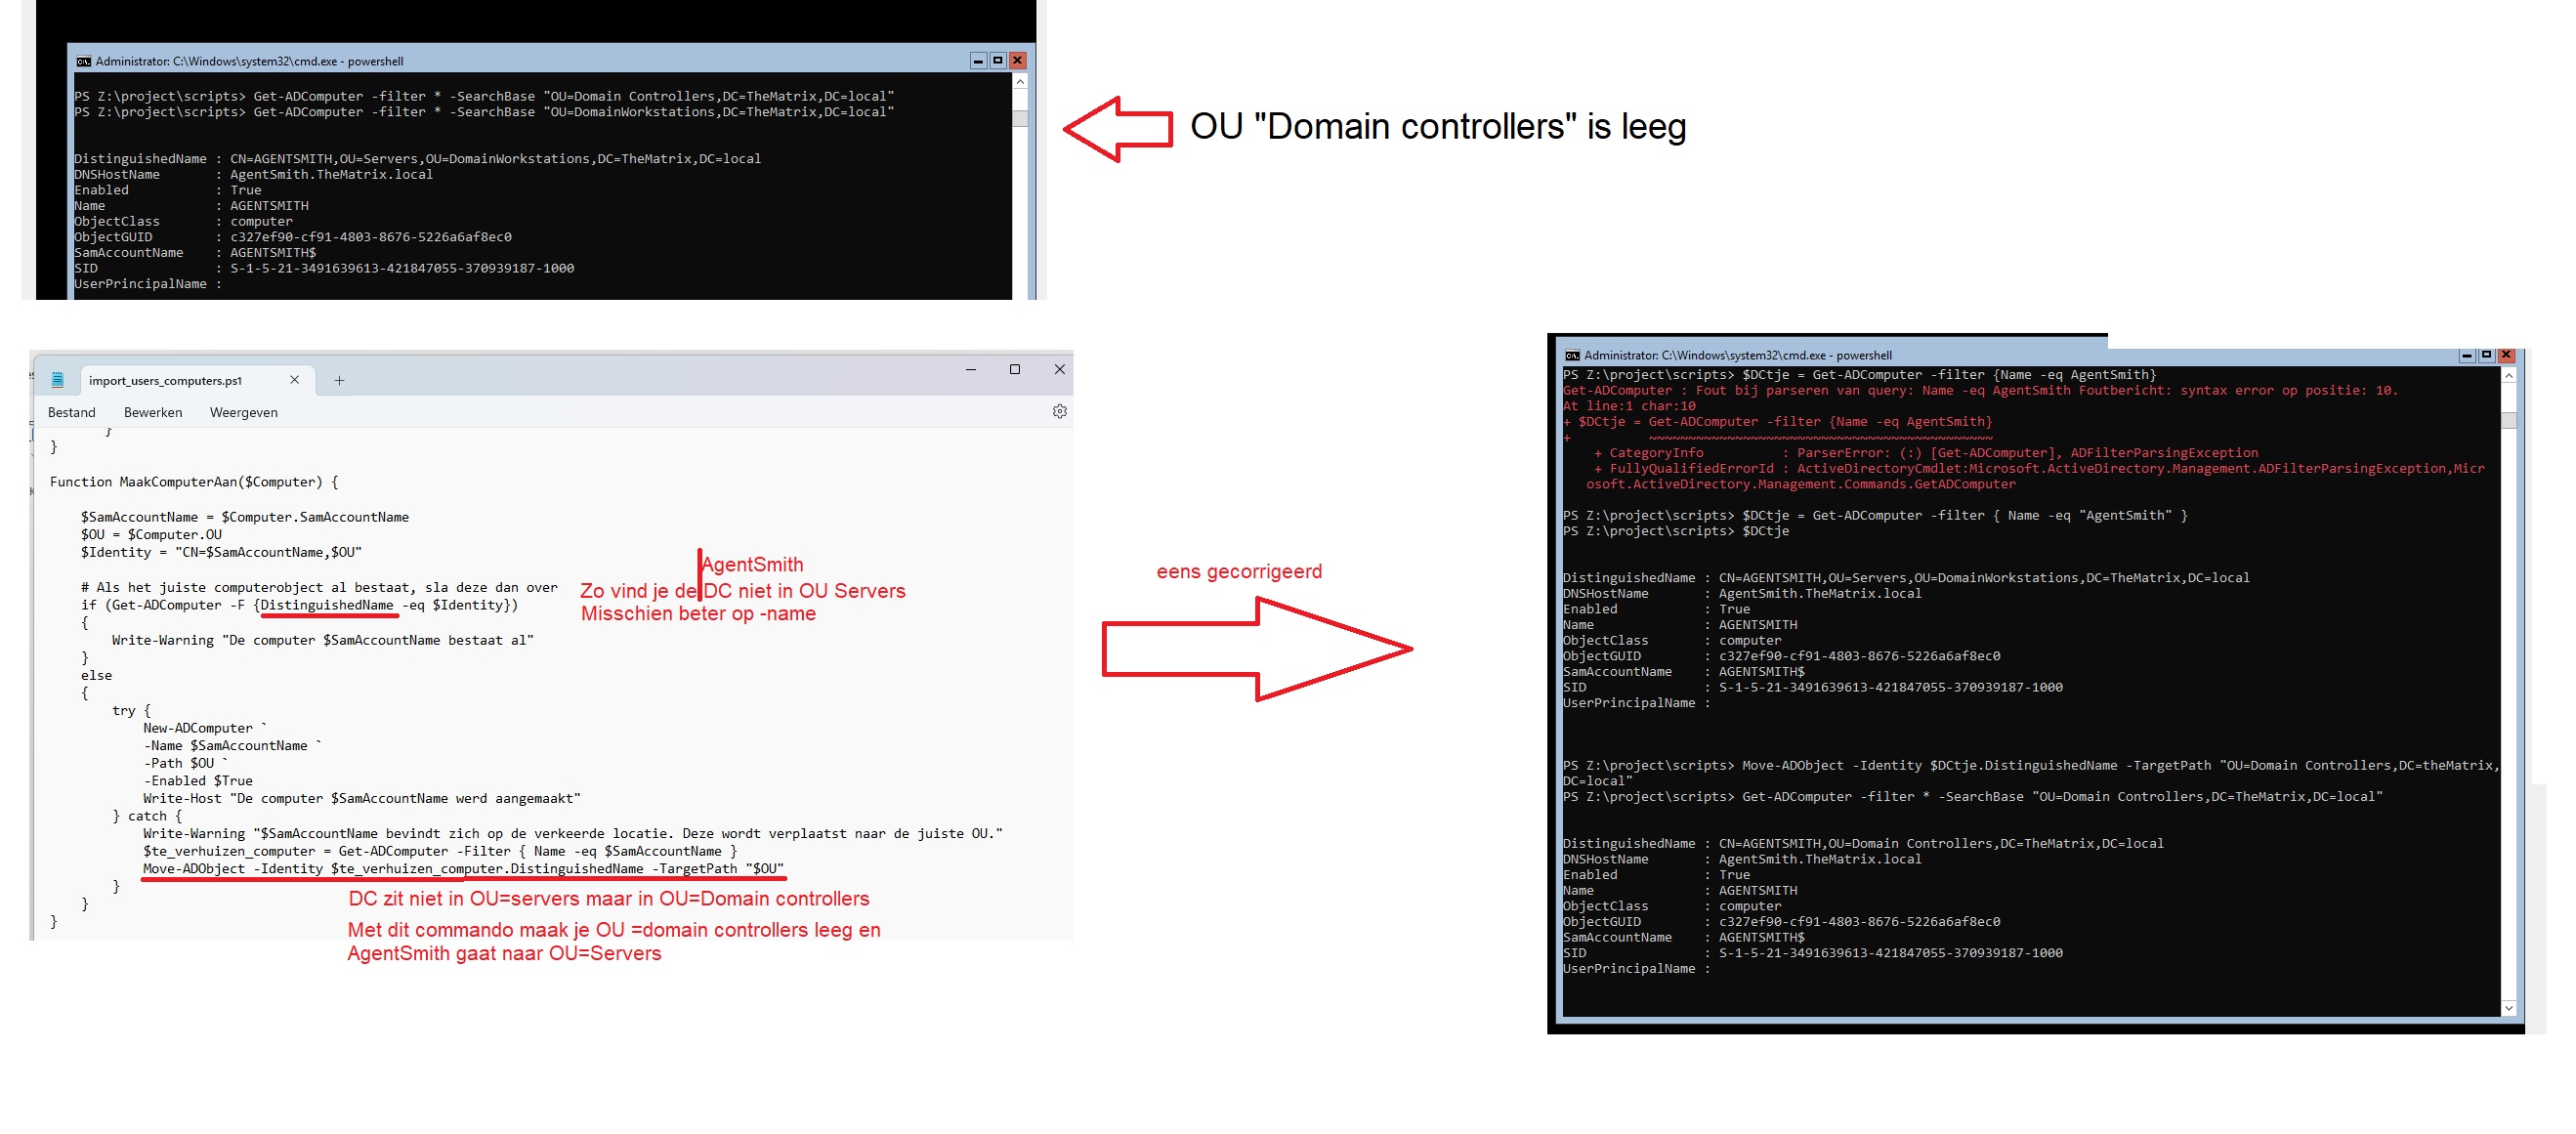 Administrator: C:\Windows\system32\cmd.exe - powershell
PS Z:\project\scripts> Get-ADComputer -filter * -SearchBase "OU=Domain Controllers,DC=TheMatrix,DC=local"
PS Z:\project\scripts> Get-ADComputer -filter * -SearchBase "OU=DomainWorkstations,DC=TheMatrix,DC=local"
DistinguishedName : CN=AGENTSMITH,OU=Servers,OU=DomainWorkstations,DC=TheMatrix,DC=local
DNSHostName : AgentSmith.TheMatrix.local
Enabled : True
Name : AGENTSMITH
ObjectClass : computer
ObjectGUID : c327ef90-cf91-4803-8676-5226a6af8ec0
SamAccountName : AGENTSMITH$
SID : S-1-5-21-3491639613-421847055-370939187-1000
UserPrincipalName :
OU "Domain controllers" is leeg
import_users_computers.ps1
Bestand Bewerken Weergeven
}
}
Function MaakComputerAan($Computer) {
$SamAccountName = $Computer.SamAccountName
$OU = $Computer.OU
$Identity = "CN=$SamAccountName,$OU"
# Als het juiste computerobject al bestaat, sla deze dan over
if (Get-ADComputer -F {DistinguishedName -eq $Identity})
{
Write-Warning "De computer $SamAccountName bestaat al"
}
else
{
try {
New-ADComputer `
-Name $SamAccountName `
-Path $OU `
-Enabled $True
Write-Host "De computer $SamAccountName werd aangemaakt"
} catch {
Write-Warning "$SamAccountName bevindt zich op de verkeerde locatie. Deze wordt verplaatst naar de juiste OU."
$te_verhuizen_computer = Get-ADComputer -Filter { Name -eq $SamAccountName }
Move-ADObject -Identity $te_verhuizen_computer.DistinguishedName -TargetPath "$OU"
}
}
}
AgentSmith
Zo vind je de DC niet in OU Servers
Misschien beter op -name
DC zit niet in OU=servers maar in OU=Domain controllers
Met dit commando maak je OU =domain controllers leeg en
AgentSmith gaat naar OU=Servers
eens gecorrigeerd
Administrator: C:\Windows\system32\cmd.exe - powershell
PS Z:\project\scripts> $DCtje = Get-ADComputer -filter {Name -eq AgentSmith}
Get-ADComputer : Fout bij parseren van query: Name -eq AgentSmith Foutbericht: syntax error op positie: 10.
At line:1 char:10
+ $DCtje = Get-ADComputer -filter {Name -eq AgentSmith}
+ ~~~~~~~~~~~~~~~~~~~~~~~~~~~~~~~~~~~~~~~~~~~~
+ CategoryInfo : ParserError: (:) [Get-ADComputer], ADFilterParsingException
+ FullyQualifiedErrorId : ActiveDirectoryCmdlet:Microsoft.ActiveDirectory.Management.ADFilterParsingException,Micr
osoft.ActiveDirectory.Management.Commands.GetADComputer
PS Z:\project\scripts> $DCtje = Get-ADComputer -filter { Name -eq "AgentSmith" }
PS Z:\project\scripts> $DCtje
DistinguishedName : CN=AGENTSMITH,OU=Servers,OU=DomainWorkstations,DC=TheMatrix,DC=local
DNSHostName : AgentSmith.TheMatrix.local
Enabled : True
Name : AGENTSMITH
ObjectClass : computer
ObjectGUID : c327ef90-cf91-4803-8676-5226a6af8ec0
SamAccountName : AGENTSMITH$
SID : S-1-5-21-3491639613-421847055-370939187-1000
UserPrincipalName :
PS Z:\project\scripts> Move-ADObject -Identity $DCtje.DistinguishedName -TargetPath "OU=Domain Controllers,DC=theMatrix,
DC=local"
PS Z:\project\scripts> Get-ADComputer -filter * -SearchBase "OU=Domain Controllers,DC=TheMatrix,DC=local"
DistinguishedName : CN=AGENTSMITH,OU=Domain Controllers,DC=TheMatrix,DC=local
DNSHostName : AgentSmith.TheMatrix.local
Enabled : True
Name : AGENTSMITH
ObjectClass : computer
ObjectGUID : c327ef90-cf91-4803-8676-5226a6af8ec0
SamAccountName : AGENTSMITH$
SID : S-1-5-21-3491639613-421847055-370939187-1000
UserPrincipalName :